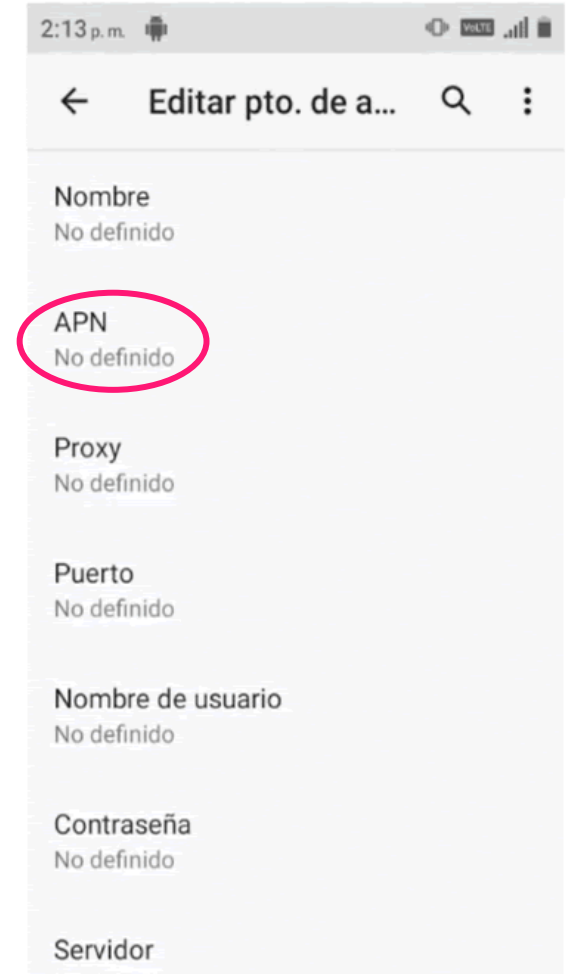 2:13 p. m.
VoLTE
Editar pto. de a...
Nombre
No definido
APN
No definido
Proxy
No definido
Puerto
No definido
Nombre de usuario
No definido
Contraseña
No definido
Servidor